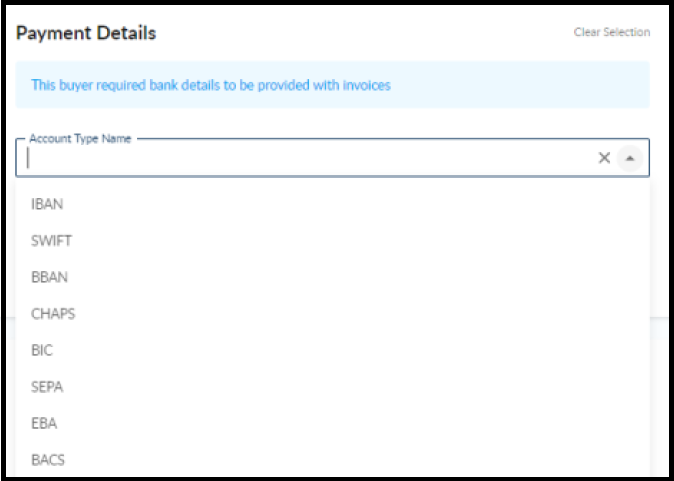 Payment Details
Clear Selection
This buyer required bank details to be provided with invoices
Account Type Name
IBAN
SWIFT
BBAN
CHAPS
BIC
SEPA
EBA
BACS